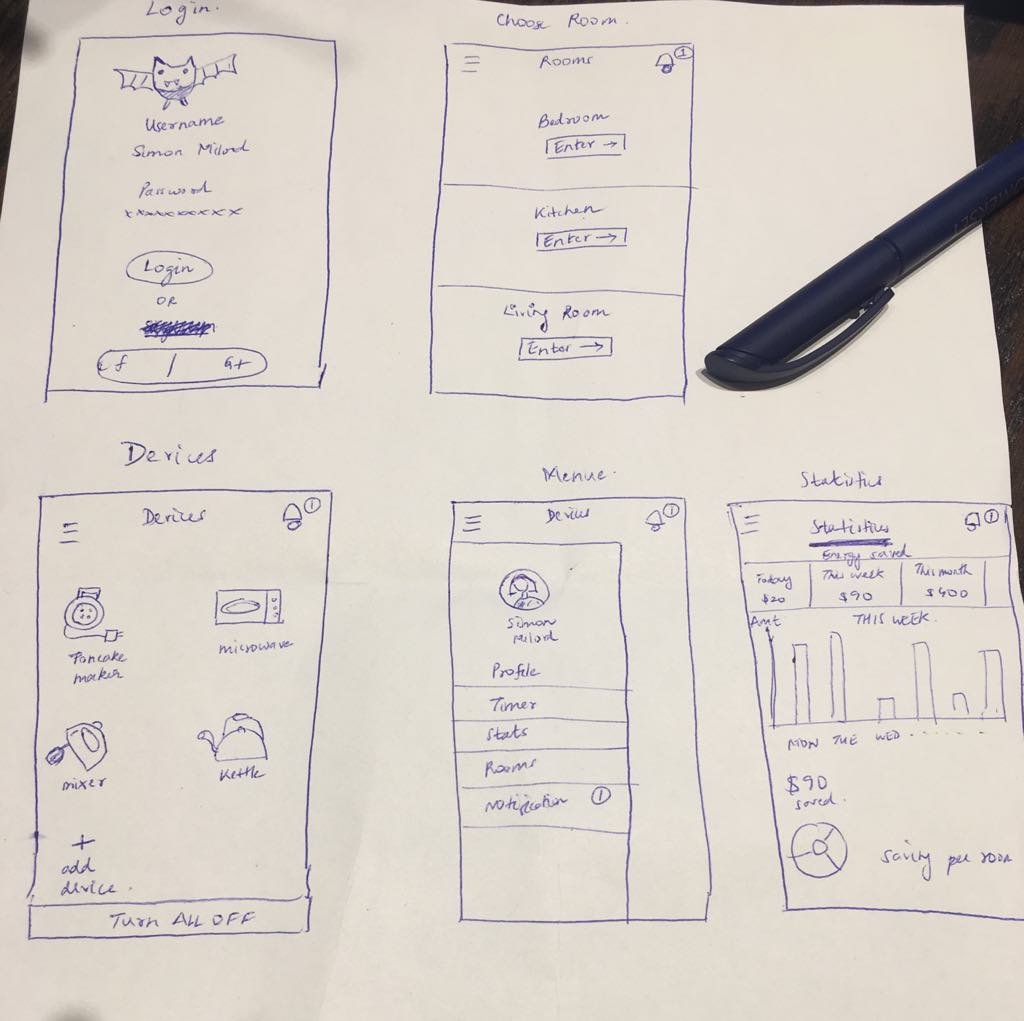 Login.
Username
Simon Milord
Password
xxxxxxxxxx
Login
OR
f / G+
Choose Room.
Rooms
1
Bedroom
Enter →
Kitchen
Enter →
Living Room
Enter →
Devices
Devices
1
Pancake
maker
microwave
mixer
Kettle
+
add
device.
Turn ALL OFF
Menue.
Devices
1
Simon
Milord
Profile
Timer
Stats
Rooms
Notification 1
Statistics
Statistics
1
Energy saved
Today
$20
This week
$90
This month
$400
Amt
THIS WEEK.
MON TUE WED......
$90
saved.
Saving per room